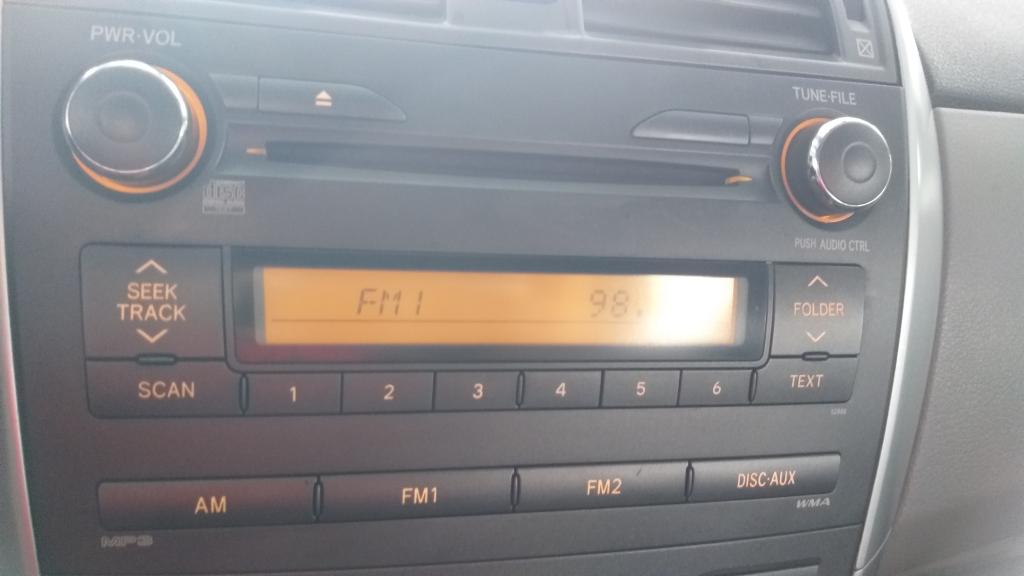 PWR·VOL
TUNE·FILE
disc
PUSH AUDIO CTRL
SEEK
TRACK
FM1 98.
FOLDER
SCAN 1 2 3 4 5 6 TEXT
AM FM1 FM2 DISC·AUX
MP3 WMA